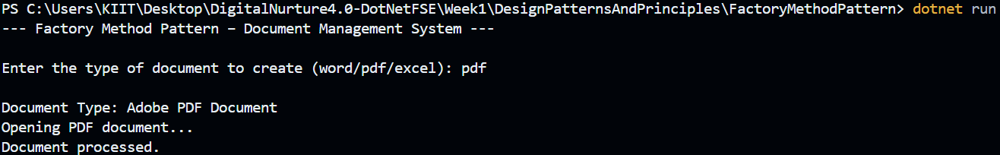 PS C:\Users\KIIT\Desktop\DigitalNurture4.0-DotNetFSE\Week1\DesignPatternsAndPrinciples\FactoryMethodPattern> dotnet run
--- Factory Method Pattern – Document Management System ---
Enter the type of document to create (word/pdf/excel): pdf
Document Type: Adobe PDF Document
Opening PDF document...
Document processed.